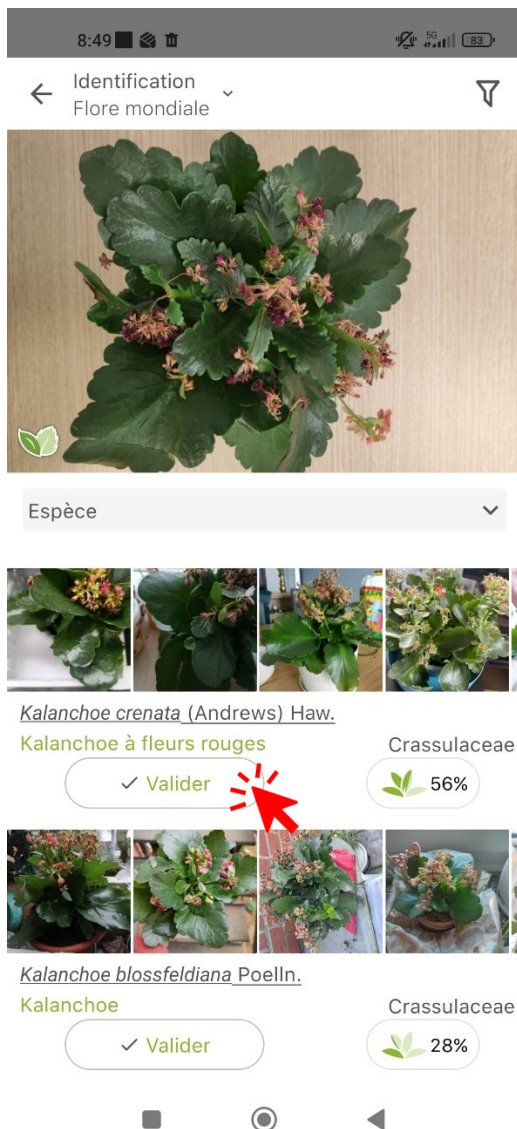 8:49
5G
83
Identification
Flore mondiale
Espèce
Kalanchoe crenata (Andrews) Haw.
Kalanchoe à fleurs rouges
Crassulaceae
Valider
56%
Kalanchoe blossfeldiana Poelln.
Kalanchoe
Crassulaceae
Valider
28%